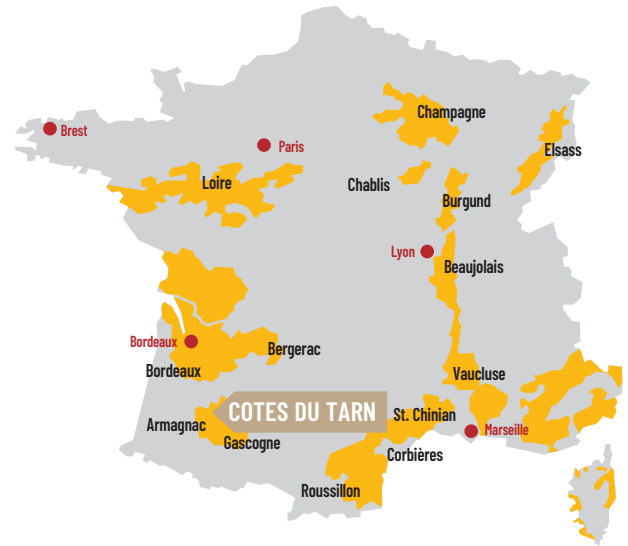 Champagne
Brest
Paris
Elsass
Loire
Chablis
Burgund
Lyon
Beaujolais
Bordeaux
Bergerac
Bordeaux
Vaucluse
COTES DU TARN
St. Chinian
Armagnac
Marseille
Gascogne
Corbières
Roussillon